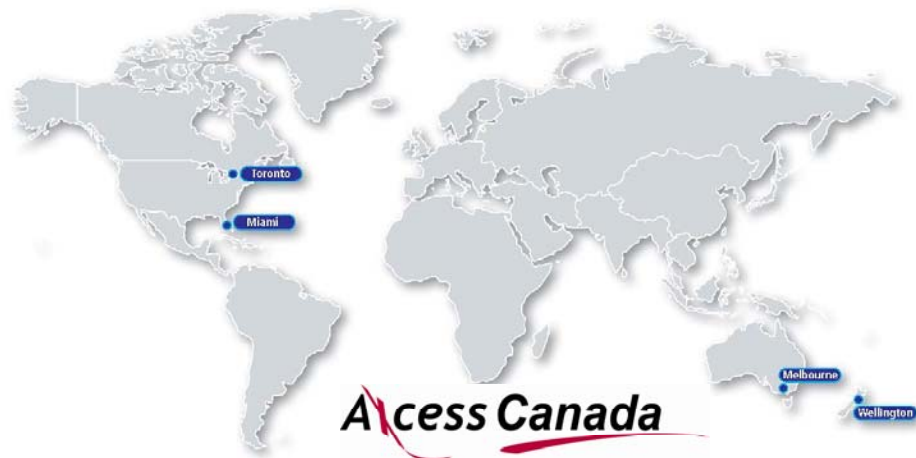 Toronto
Miami
Melbourne
Wellington
Axcess Canada